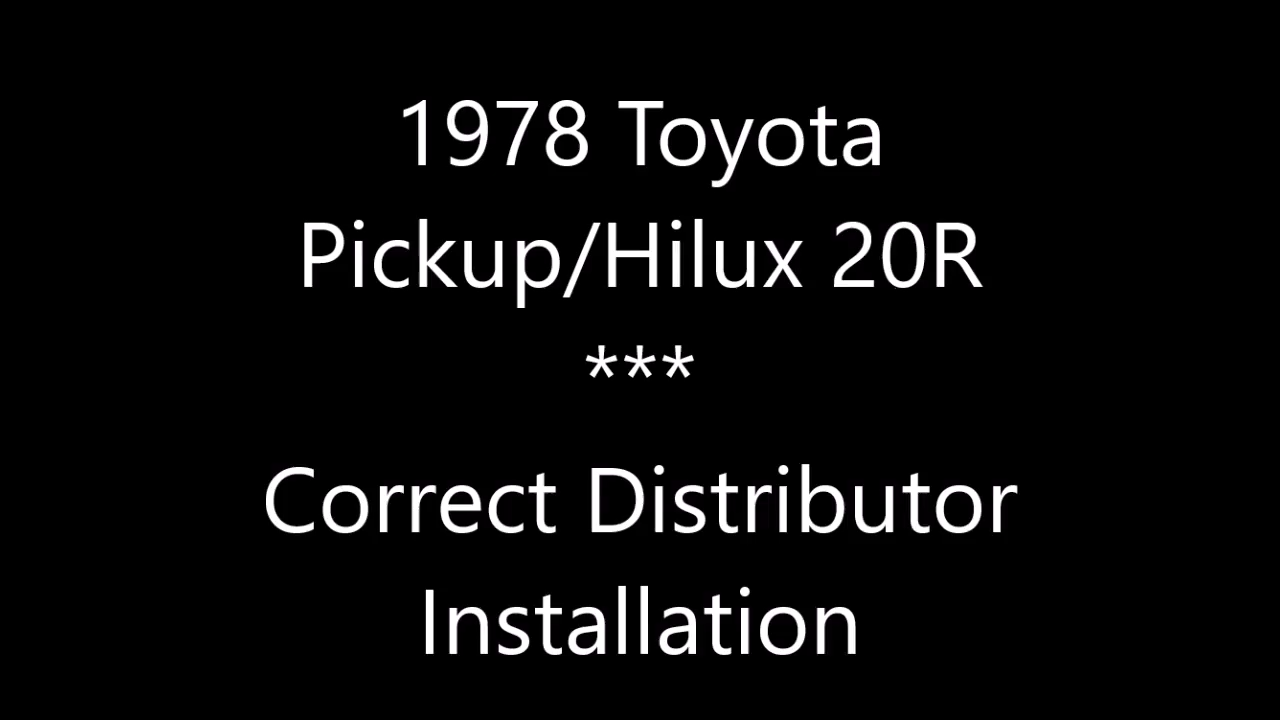 1978 Toyota
Pickup/Hilux 20R
***
Correct Distributor
Installation